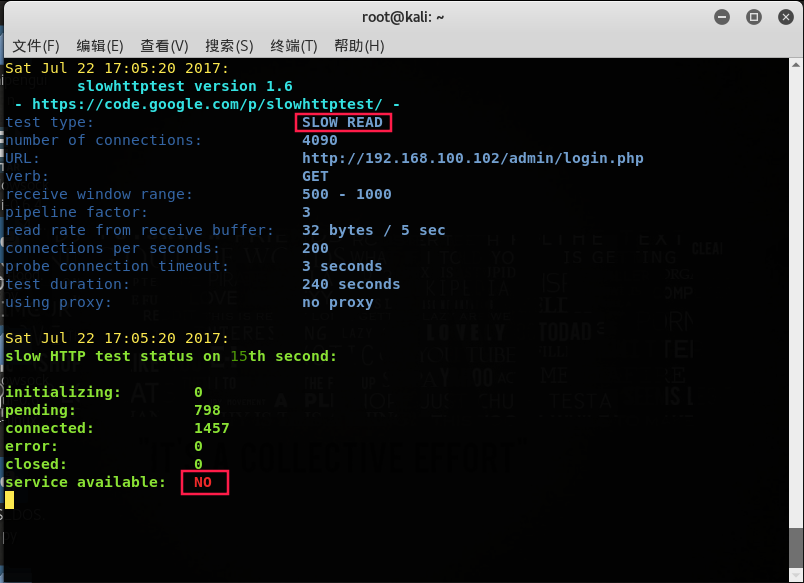 root@kali: ~
文件(F) 编辑(E) 查看(V) 搜索(S) 终端(T) 帮助(H)
Sat Jul 22 17:05:20 2017:
slowhttptest version 1.6
- https://code.google.com/p/slowhttptest/ -
test type: SLOW READ
number of connections: 4090
URL: http://192.168.100.102/admin/login.php
verb: GET
receive window range: 500 - 1000
pipeline factor: 3
read rate from receive buffer: 32 bytes / 5 sec
connections per seconds: 200
probe connection timeout: 3 seconds
test duration: 240 seconds
using proxy: no proxy
Sat Jul 22 17:05:20 2017:
slow HTTP test status on 15th second:
initializing: 0
pending: 798
connected: 1457
error: 0
closed: 0
service available: NO
"IT'S A COLLECTIVE EFFORT"